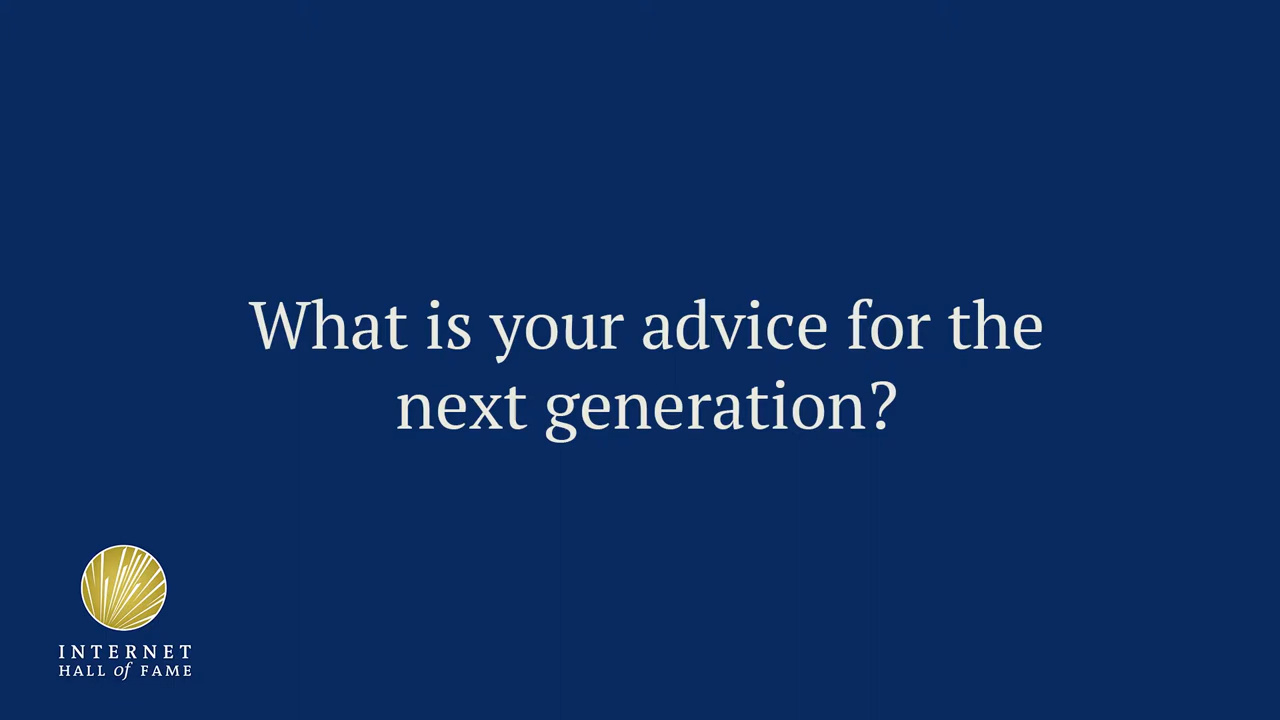 What is your advice for the
next generation?
INTERNET
HALL of FAME